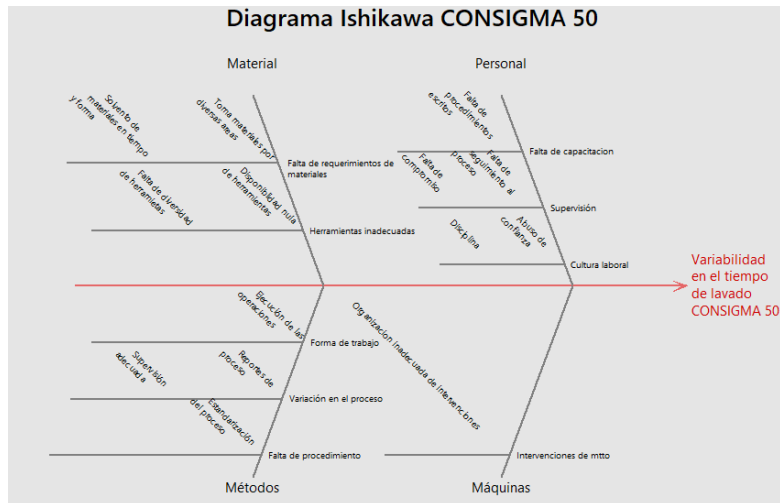 Diagrama Ishikawa CONSIGMA 50
Material
Personal
Solvento de
materiales en tiempo
y forma
Toma materiales por
diversas areas
Falta de requerimientos de
materiales
Falta de diversidad
de herramietas
Disponibilidad nula
de herramientas
Herramientas inadecuadas
Falta de
procedimientos
escritos
Falta de capacitacion
Falta de
compromiso
Falta de
seguimiento al
proceso
Supervisión
Disciplina
Abuso de
confianza
Cultura laboral
Variabilidad
en el tiempo
de lavado
CONSIGMA 50
Ejecución de las
operaciones
Forma de trabajo
Supervisión
adecuada
Reportes de
proceso
Variación en el proceso
Estandarización
del proceso
Falta de procedimiento
Organizacion inadecuada de intervenciones
Intervenciones de mtto
Métodos
Máquinas